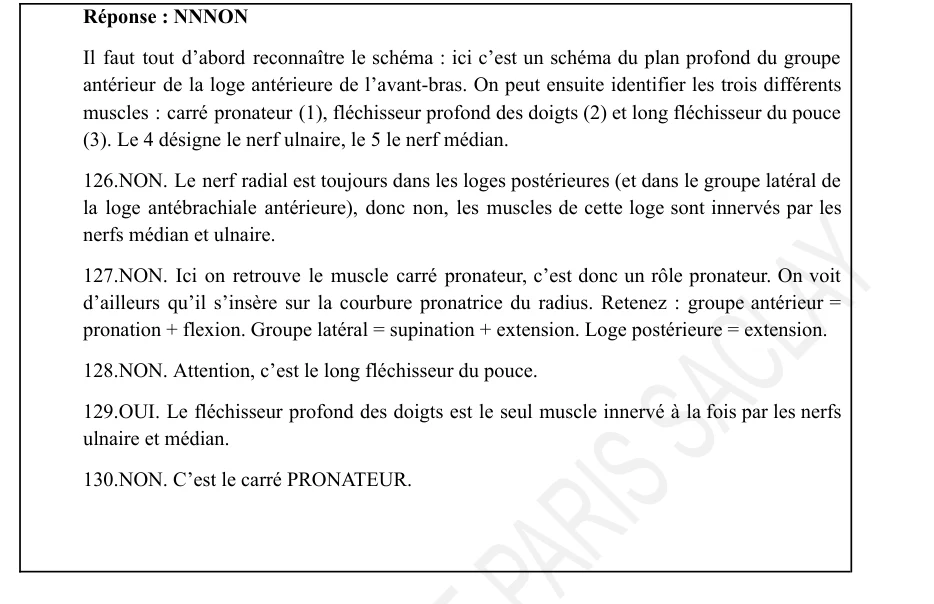 Réponse : NNNON
Il faut tout d’abord reconnaître le schéma : ici c’est un schéma du plan profond du groupe
antérieur de la loge antérieure de l’avant-bras. On peut ensuite identifier les trois différents
muscles : carré pronateur (1), fléchisseur profond des doigts (2) et long fléchisseur du pouce
(3). Le 4 désigne le nerf ulnaire, le 5 le nerf médian.
126.NON. Le nerf radial est toujours dans les loges postérieures (et dans le groupe latéral de
la loge antébrachiale antérieure), donc non, les muscles de cette loge sont innervés par les
nerfs médian et ulnaire.
127.NON. Ici on retrouve le muscle carré pronateur, c’est donc un rôle pronateur. On voit
d’ailleurs qu’il s’insère sur la courbure pronatrice du radius. Retenez : groupe antérieur =
pronation + flexion. Groupe latéral = supination + extension. Loge postérieure = extension.
128.NON. Attention, c’est le long fléchisseur du pouce.
129.OUI. Le fléchisseur profond des doigts est le seul muscle innervé à la fois par les nerfs
ulnaire et médian.
130.NON. C’est le carré PRONATEUR.
PARIS SACLAY